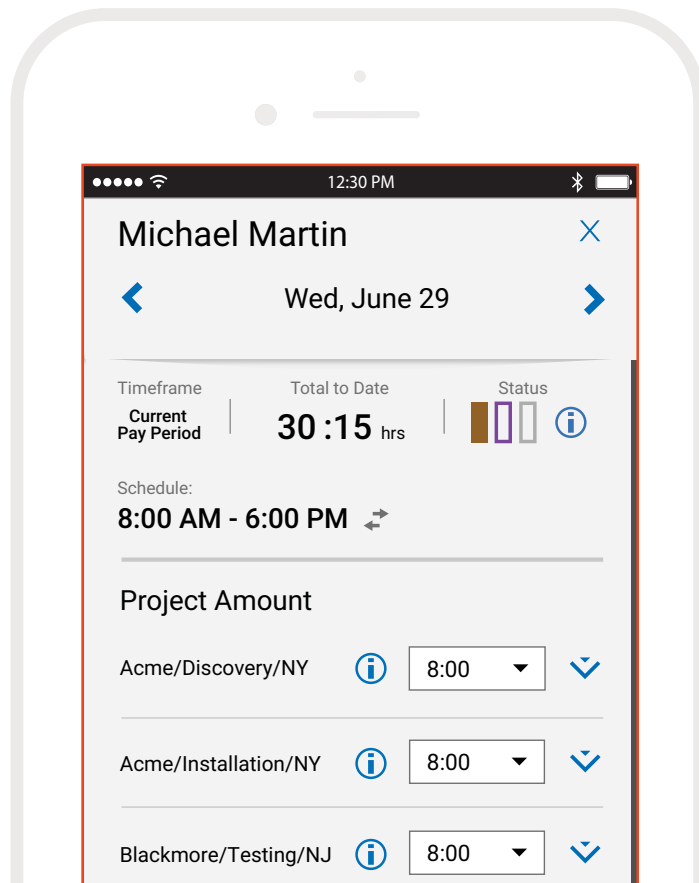 12:30 PM
Michael Martin
Wed, June 29
Timeframe Total to Date Status
Current
Pay Period 30 :15 hrs
Schedule:
8:00 AM - 6:00 PM
Project Amount
Acme/Discovery/NY 8:00
Acme/Installation/NY 8:00
Blackmore/Testing/NJ 8:00